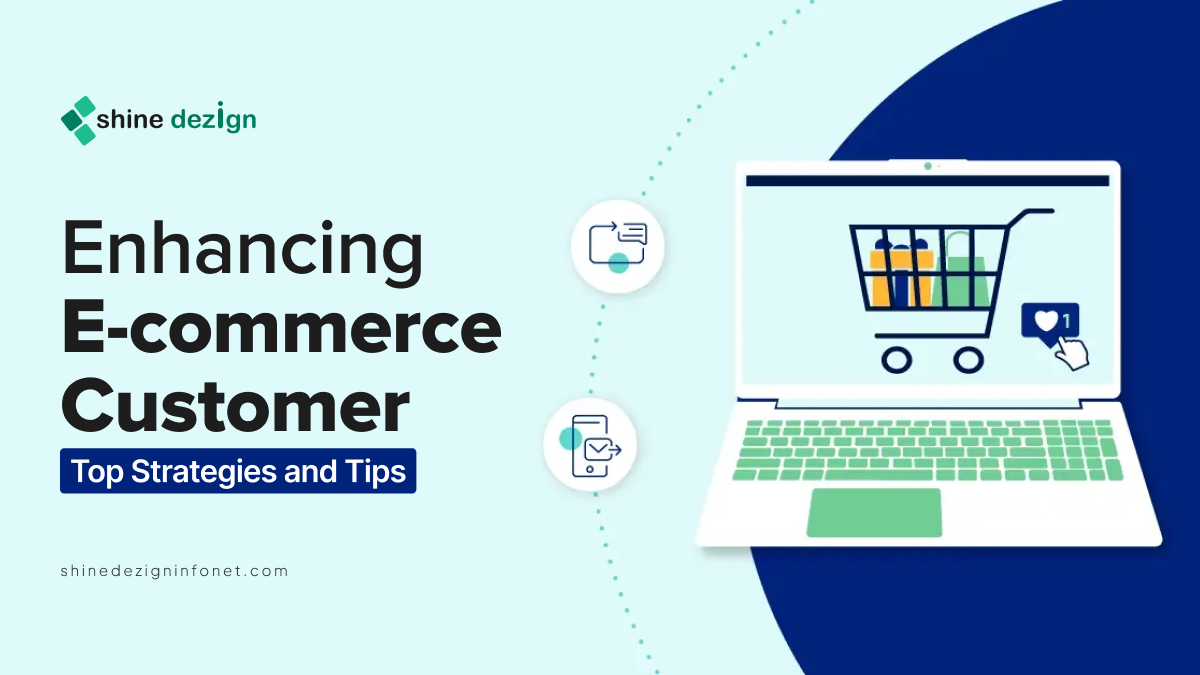 shine dezign
Enhancing
E-commerce
Customer
Top Strategies and Tips
shinedezigninfonet.com
1